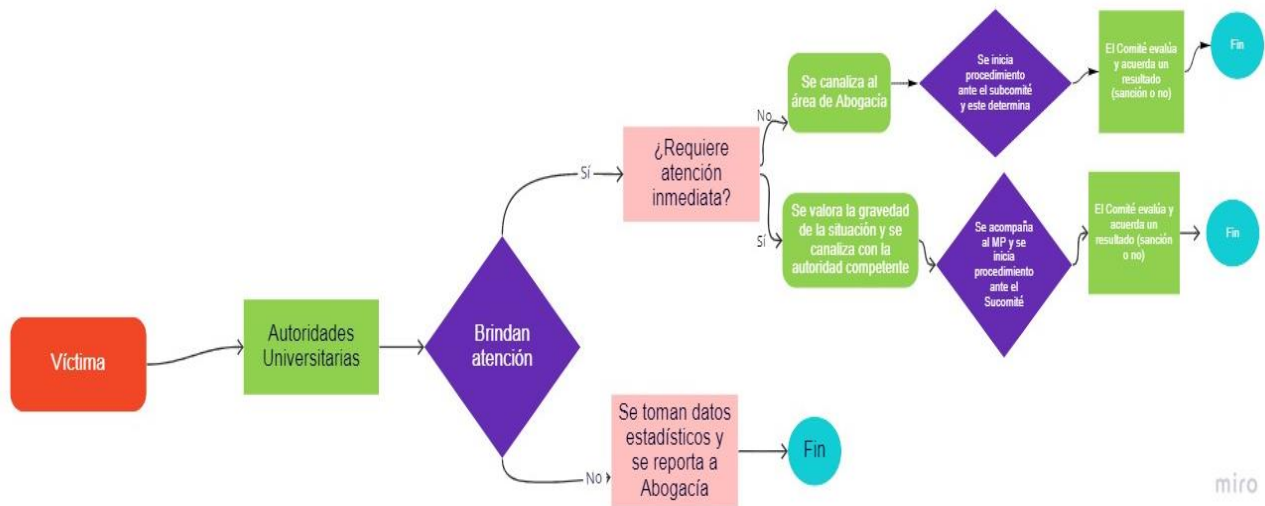 Víctima
Autoridades
Universitarias
Brindan
atención
Sí
¿Requiere
atención
inmediata?
No
Se canaliza al
área de Abogacía
Se inicia
procedimiento
ante el subcomité
y este determina
El Comité evalúa
y acuerda un
resultado
(sanción o no)
Fin
Sí
Se valora la gravedad
de la situación y se
canaliza con la
autoridad competente
Se acompaña
al MP y se
inicia
procedimiento
ante el
Sucomité
El Comité evalúa y
acuerda un
resultado (sanción
o no)
Fin
No
Se toman datos
estadísticos y
se reporta a
Abogacía
Fin
miro